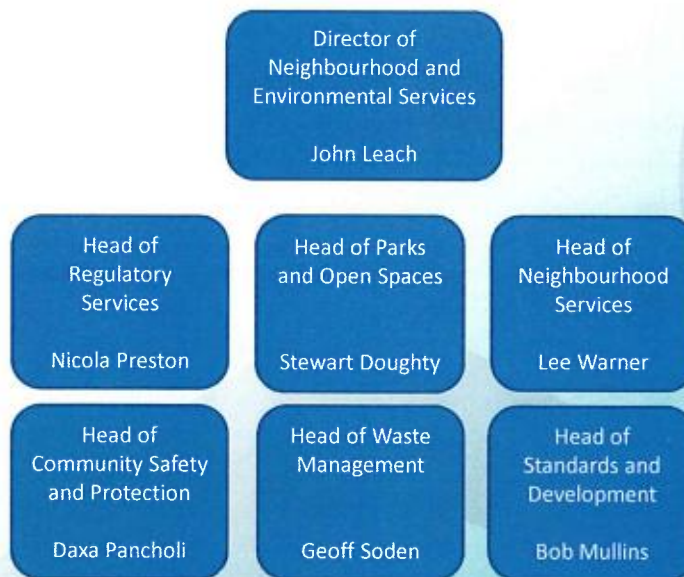 Director of
Neighbourhood and
Environmental Services
John Leach
Head of
Regulatory
Services
Nicola Preston
Head of Parks
and Open Spaces
Stewart Doughty
Head of
Neighbourhood
Services
Lee Warner
Head of
Community Safety
and Protection
Daxa Pancholi
Head of Waste
Management
Geoff Soden
Head of
Standards and
Development
Bob Mullins